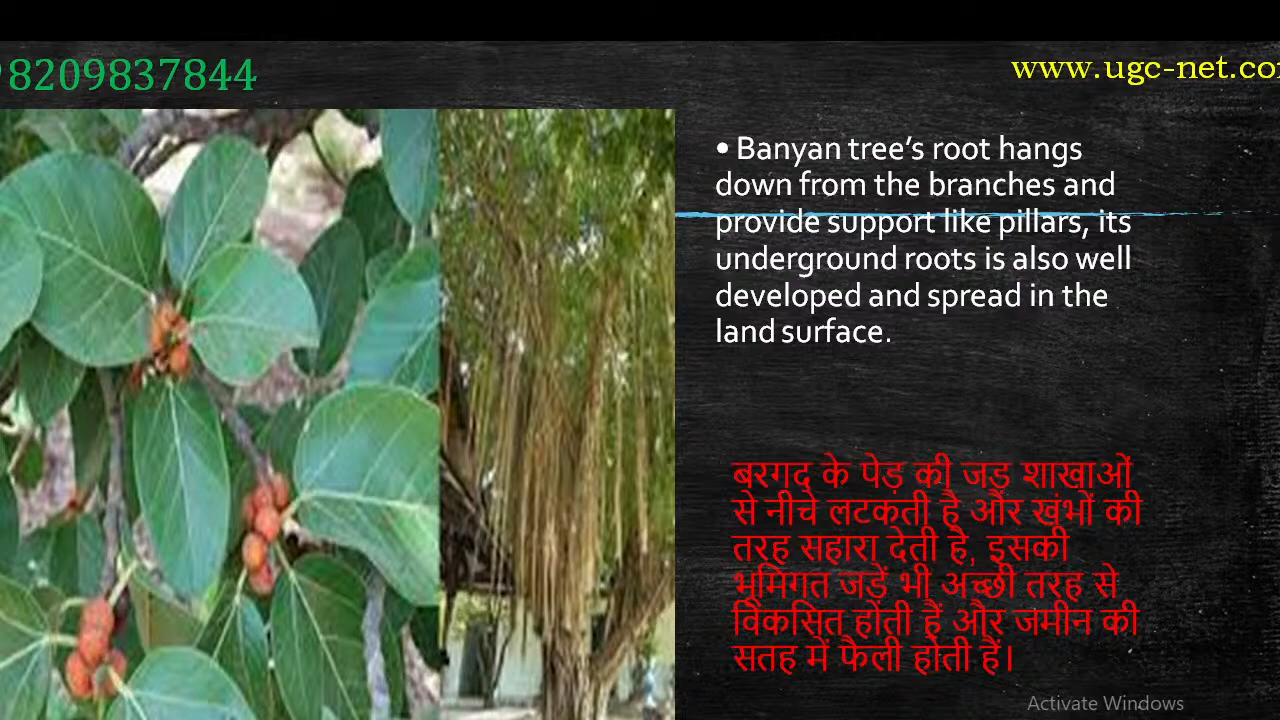 8209837844
www.ugc-net.co
• Banyan tree’s root hangs
down from the branches and
provide support like pillars, its
underground roots is also well
developed and spread in the
land surface.
बरगद के पेड़ की जड़ शाखाओं
से नीचे लटकती है और खंभों की
तरह सहारा देती है, इसकी
भूमिगत जड़ें भी अच्छी तरह से
विकसित होती हैं और जमीन की
सतह में फैली होती हैं।
Activate Windows